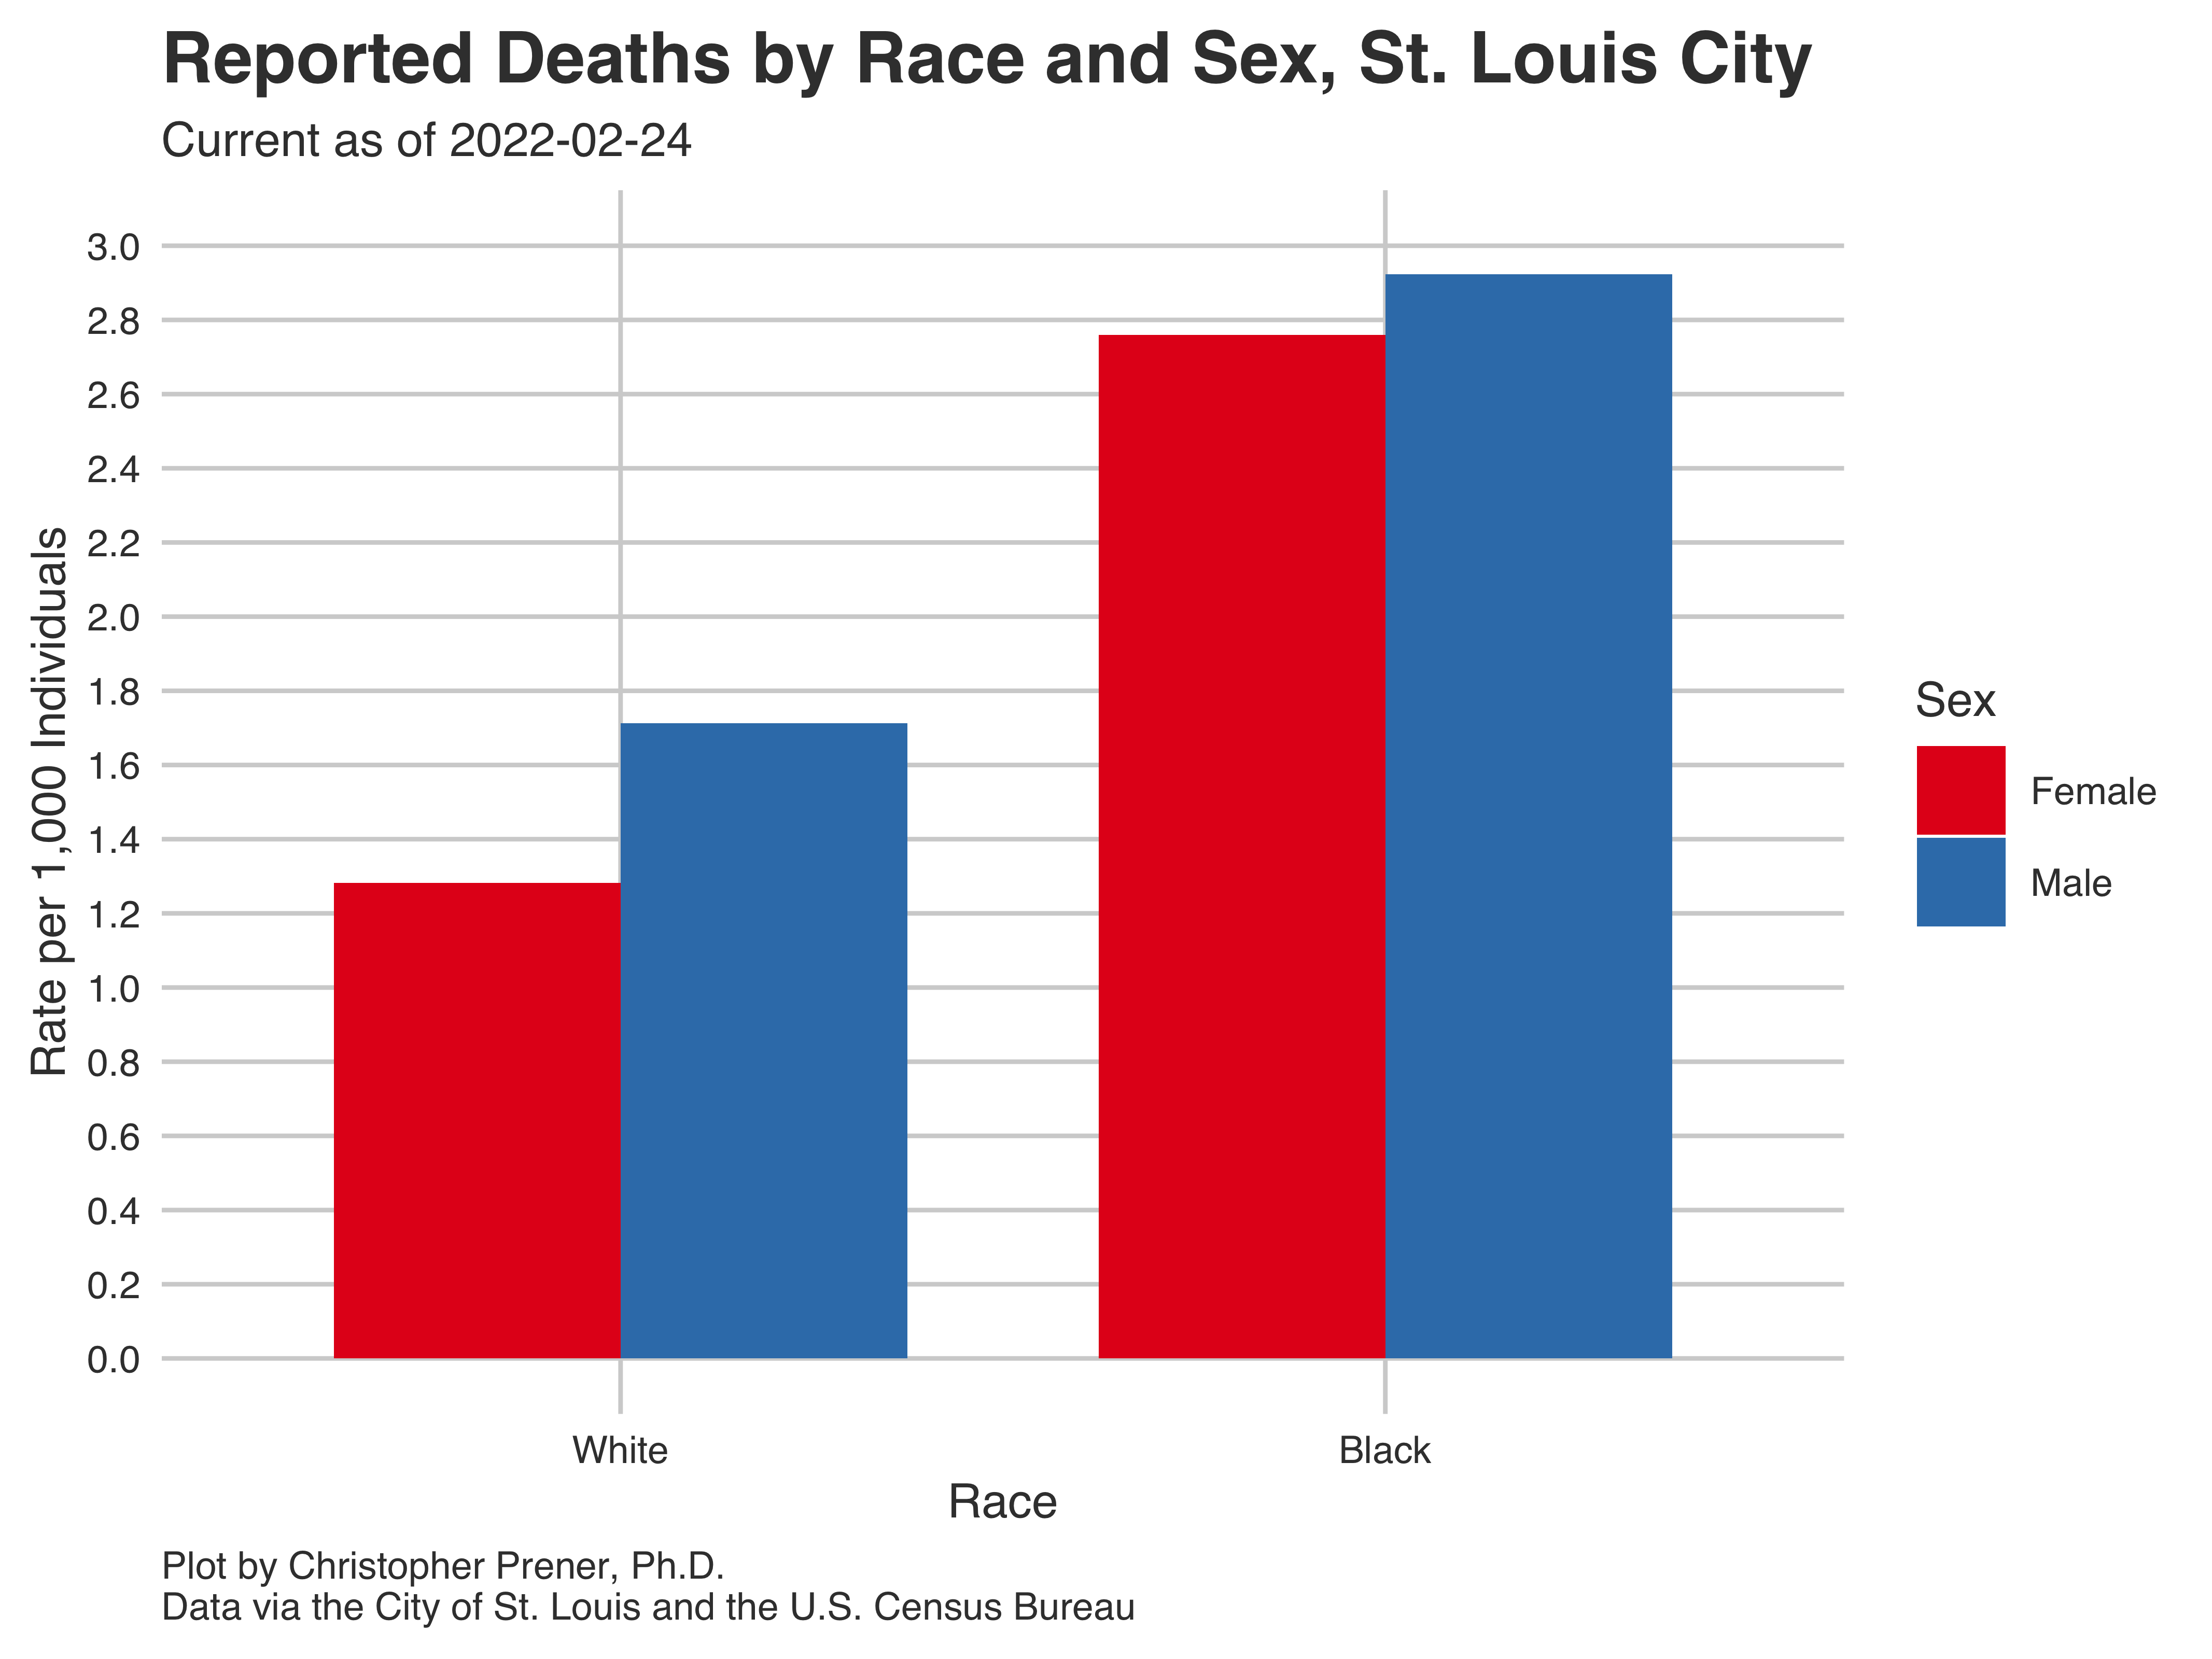 Reported Deaths by Race and Sex, St. Louis City
Current as of 2022-02-24
Rate per 1,000 Individuals
3.0
2.8
2.6
2.4
2.2
2.0
1.8
1.6
1.4
1.2
1.0
0.8
0.6
0.4
0.2
0.0
White
Black
Race
Sex
Female
Male
Plot by Christopher Prener, Ph.D.
Data via the City of St. Louis and the U.S. Census Bureau